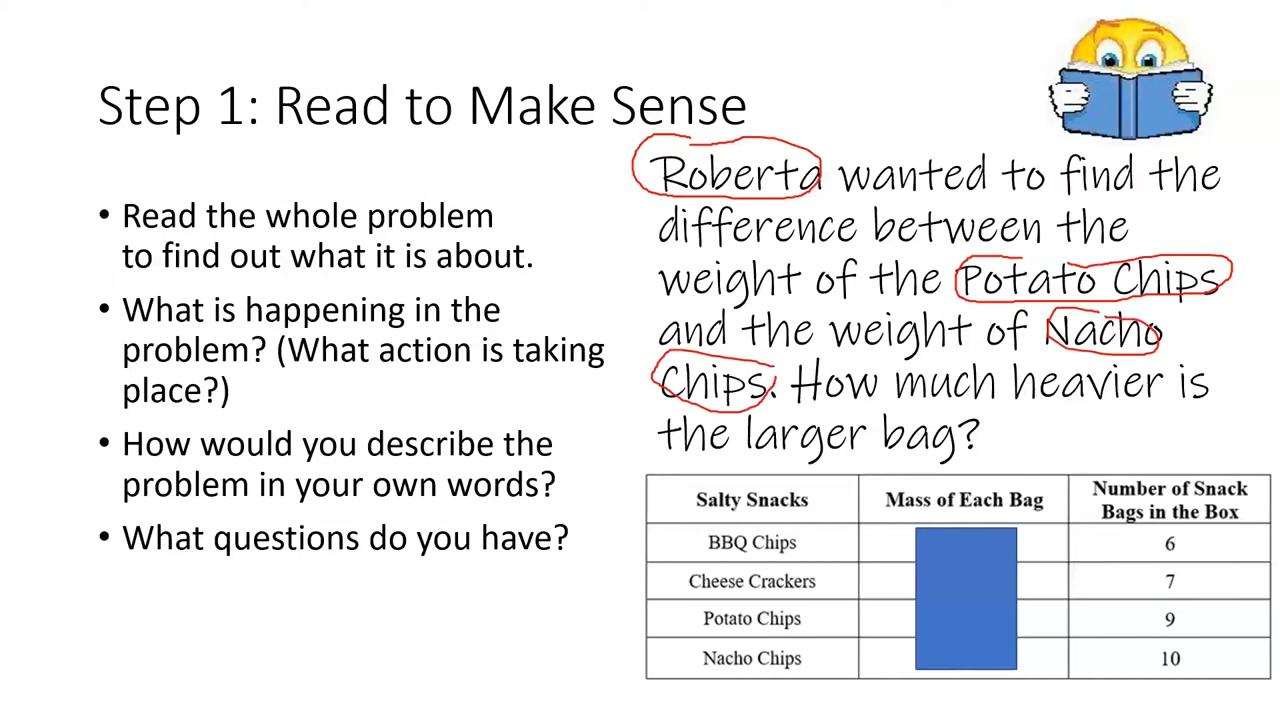 Step 1: Read to Make Sense
• Read the whole problem
to find out what it is about.
• What is happening in the
problem? (What action is taking
place?)
• How would you describe the
problem in your own words?
• What questions do you have?
Roberta wanted to find the
difference between the
weight of the Potato Chips
and the weight of Nacho
Chips. How much heavier is
the larger bag?
Salty Snacks Mass of Each Bag Number of Snack
Bags in the Box
BBQ Chips 6
Cheese Crackers 7
Potato Chips 9
Nacho Chips 10